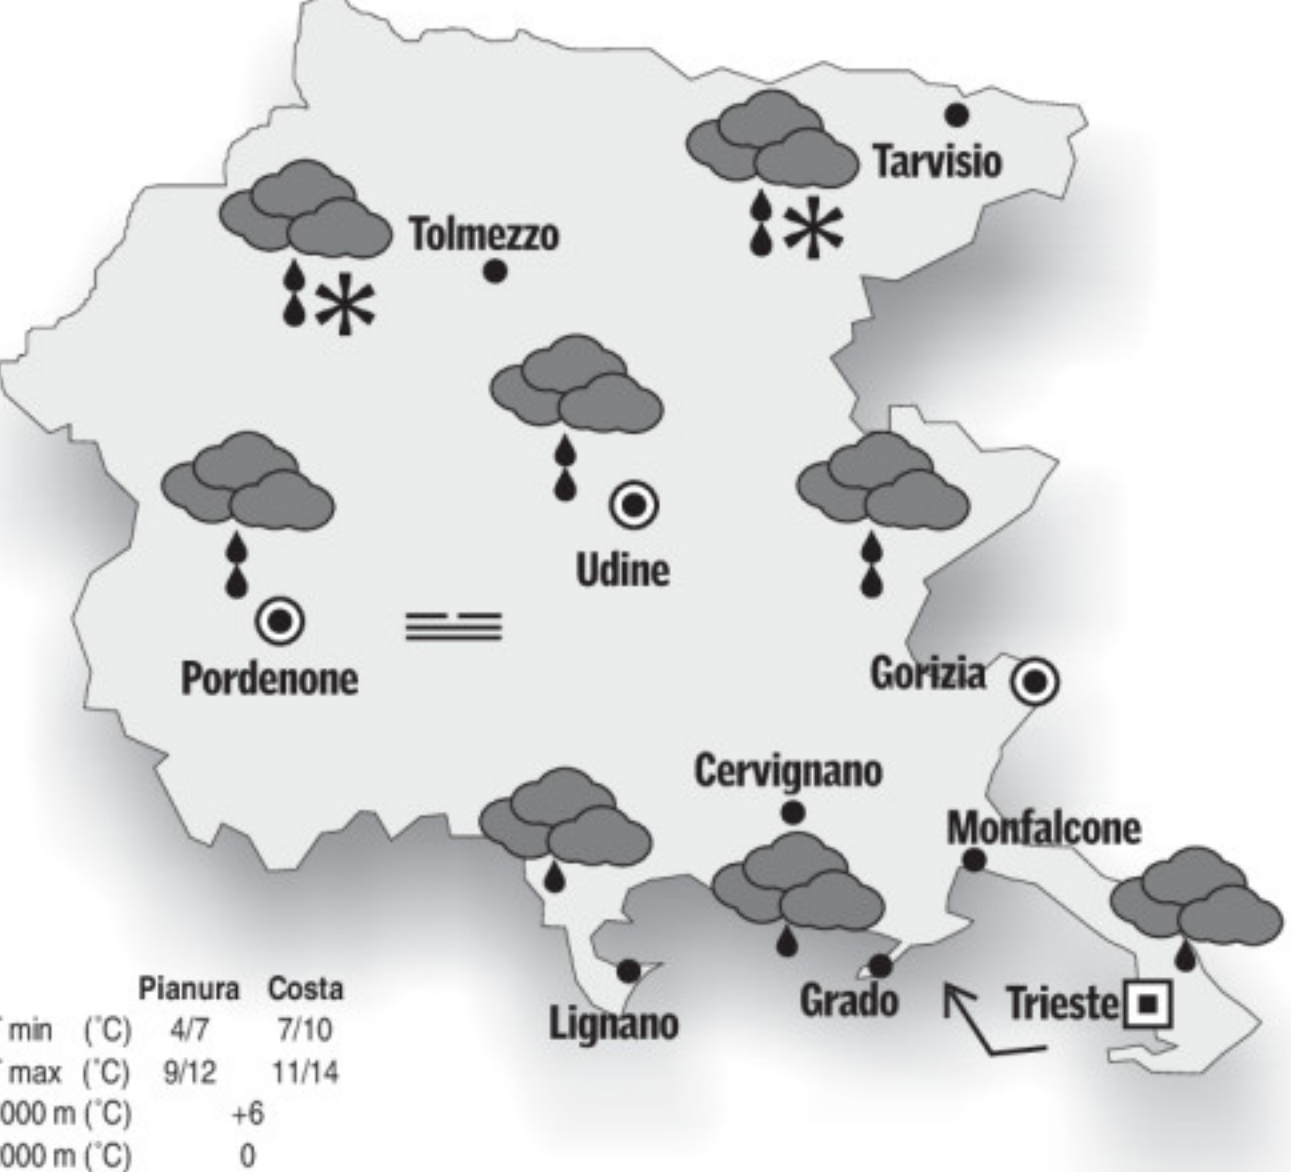 Tarvisio
Tolmezzo
Udine
Pordenone
Gorizia
Cervignano
Monfalcone
Grado
Trieste
Lignano
Pianura Costa
min (°C) 4/7 7/10
max (°C) 9/12 11/14
000 m (°C) +6
000 m (°C) 0